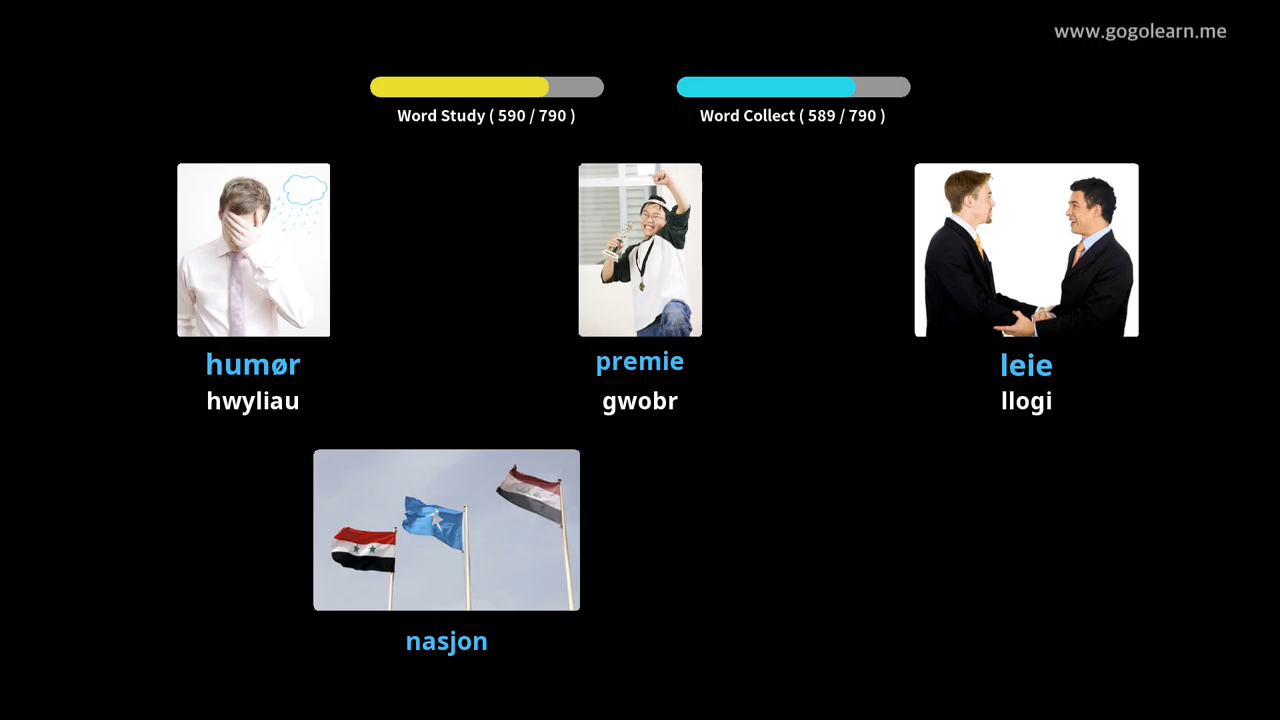 www.gogolearn.me
Word Study ( 590 / 790 )
Word Collect ( 589 / 790 )
humør
premie
leie
hwyliau
gwobr
llogi
nasjon